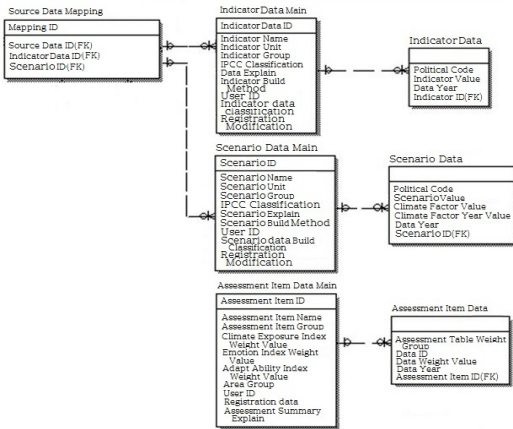 Source Data Mapping
Mapping ID
Source Data ID(FK)
Indicator Data ID(FK)
Scenario ID(FK)
Indicator Data Main
Indicator Data ID
Indicator Name
Indicator Unit
Indicator Group
IPCC Classification
Data Explain
Indicator Build
Method
User ID
Indicator data
classification
Registration
Modification
Indicator Data
Political Code
Indicator Value
Data Year
Indicator ID(FK)
Scenario Data Main
Scenario ID
Scenario Name
Scenario Unit
Scenario Group
IPCC Classification
Scenario Explain
Scenario Build Method
User ID
Scenario data Build
Classification
Registration
Modification
Scenario Data
Political Code
Scenario Value
Climate Factor Value
Climate Factor Year Value
Data Year
Scenario ID(FK)
Assessment Item Data Main
Assessment Item ID
Assessment Item Name
Assessment Item Group
Climate Exposure Index
Weight Value
Emotion Index Weight
Value
Adapt Ability Index
Weight Value
Area Group
User ID
Registration data
Assessment Summary
Explain
Assessment Item Data
Assessment Table Weight
Group
Data ID
Data Weight Value
Data Year
Assessment Item ID(FK)